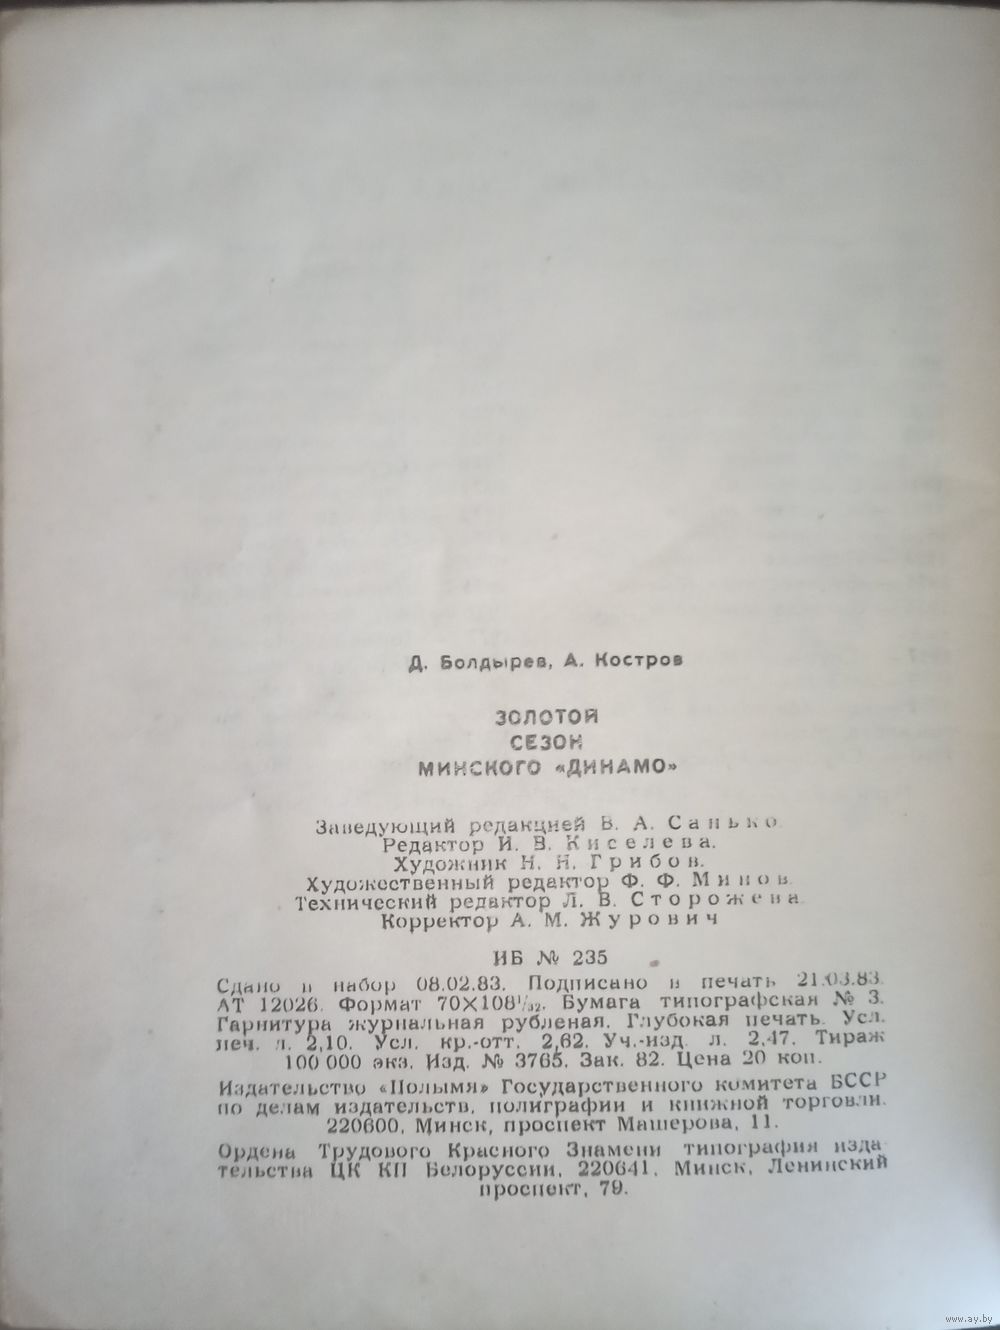 Д. Болдырев, А. Костров
ЗОЛОТОЙ
СЕЗОН
МИНСКОГО «ДИНАМО»
Заведующий редакцией В. А. Санько.
Редактор И. В. Киселева.
Художник Н. Н. Грибов.
Художественный редактор Ф. Ф. Минов.
Технический редактор Л. В. Сторожева.
Корректор А. М. Журович
ИБ № 235
Сдано в набор 08.02.83. Подписано в печать 21.03.83.
АТ 12026. Формат 70×108¹/₃₂. Бумага типографская № 3.
Гарнитура журнальная рубленая. Глубокая печать. Усл.
печ. л. 2,10. Усл. кр.-отт. 2,62. Уч.-изд. л. 2,47. Тираж
100 000 экз. Изд. № 3765. Зак. 82. Цена 20 коп.
Издательство «Полымя» Государственного комитета БССР
по делам издательств, полиграфии и книжной торговли.
220600, Минск, проспект Машерова, 11.
Ордена Трудового Красного Знамени типография изда
тельства ЦК КП Белоруссии, 220641, Минск, Ленинский
проспект, 79.
www.ay.by